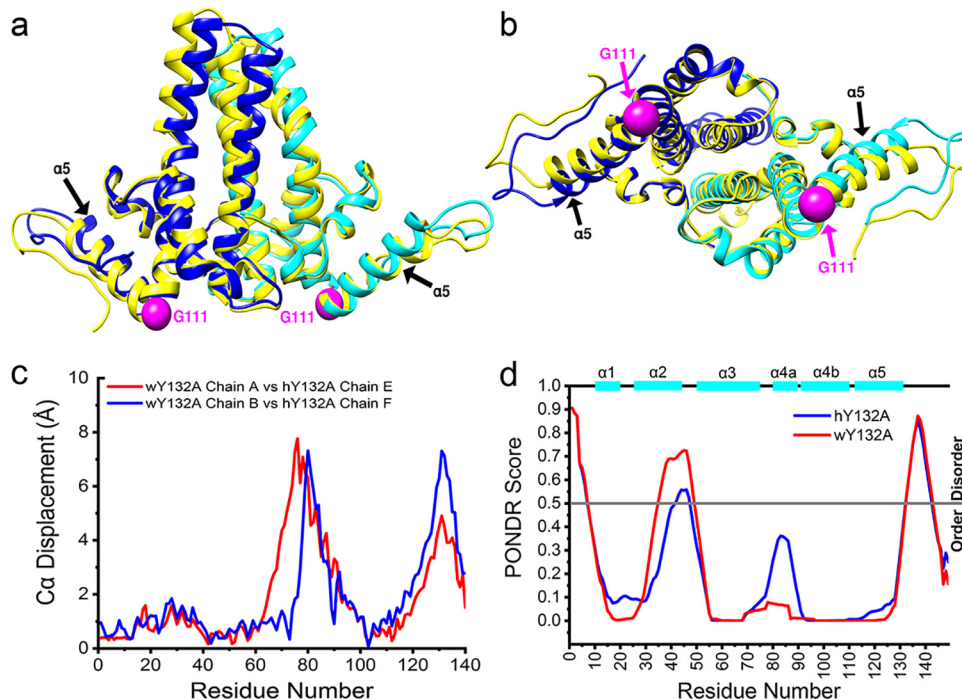 a
α5
α5
G111
G111
b
G111
α5
α5
G111
c
wY132A Chain A vs hY132A Chain E
wY132A Chain B vs hY132A Chain F
Cα Displacement (Å)
10
8
6
4
2
0
0 20 40 60 80 100 120 140
Residue Number
d
α1 α2 α3 α4a α4b α5
hY132A
wY132A
PONDR Score
1.0
0.9
0.8
0.7
0.6
0.5
0.4
0.3
0.2
0.1
0.0
Order Disorder
0 10 20 30 40 50 60 70 80 90 100 110 120 130 140
Residue Number